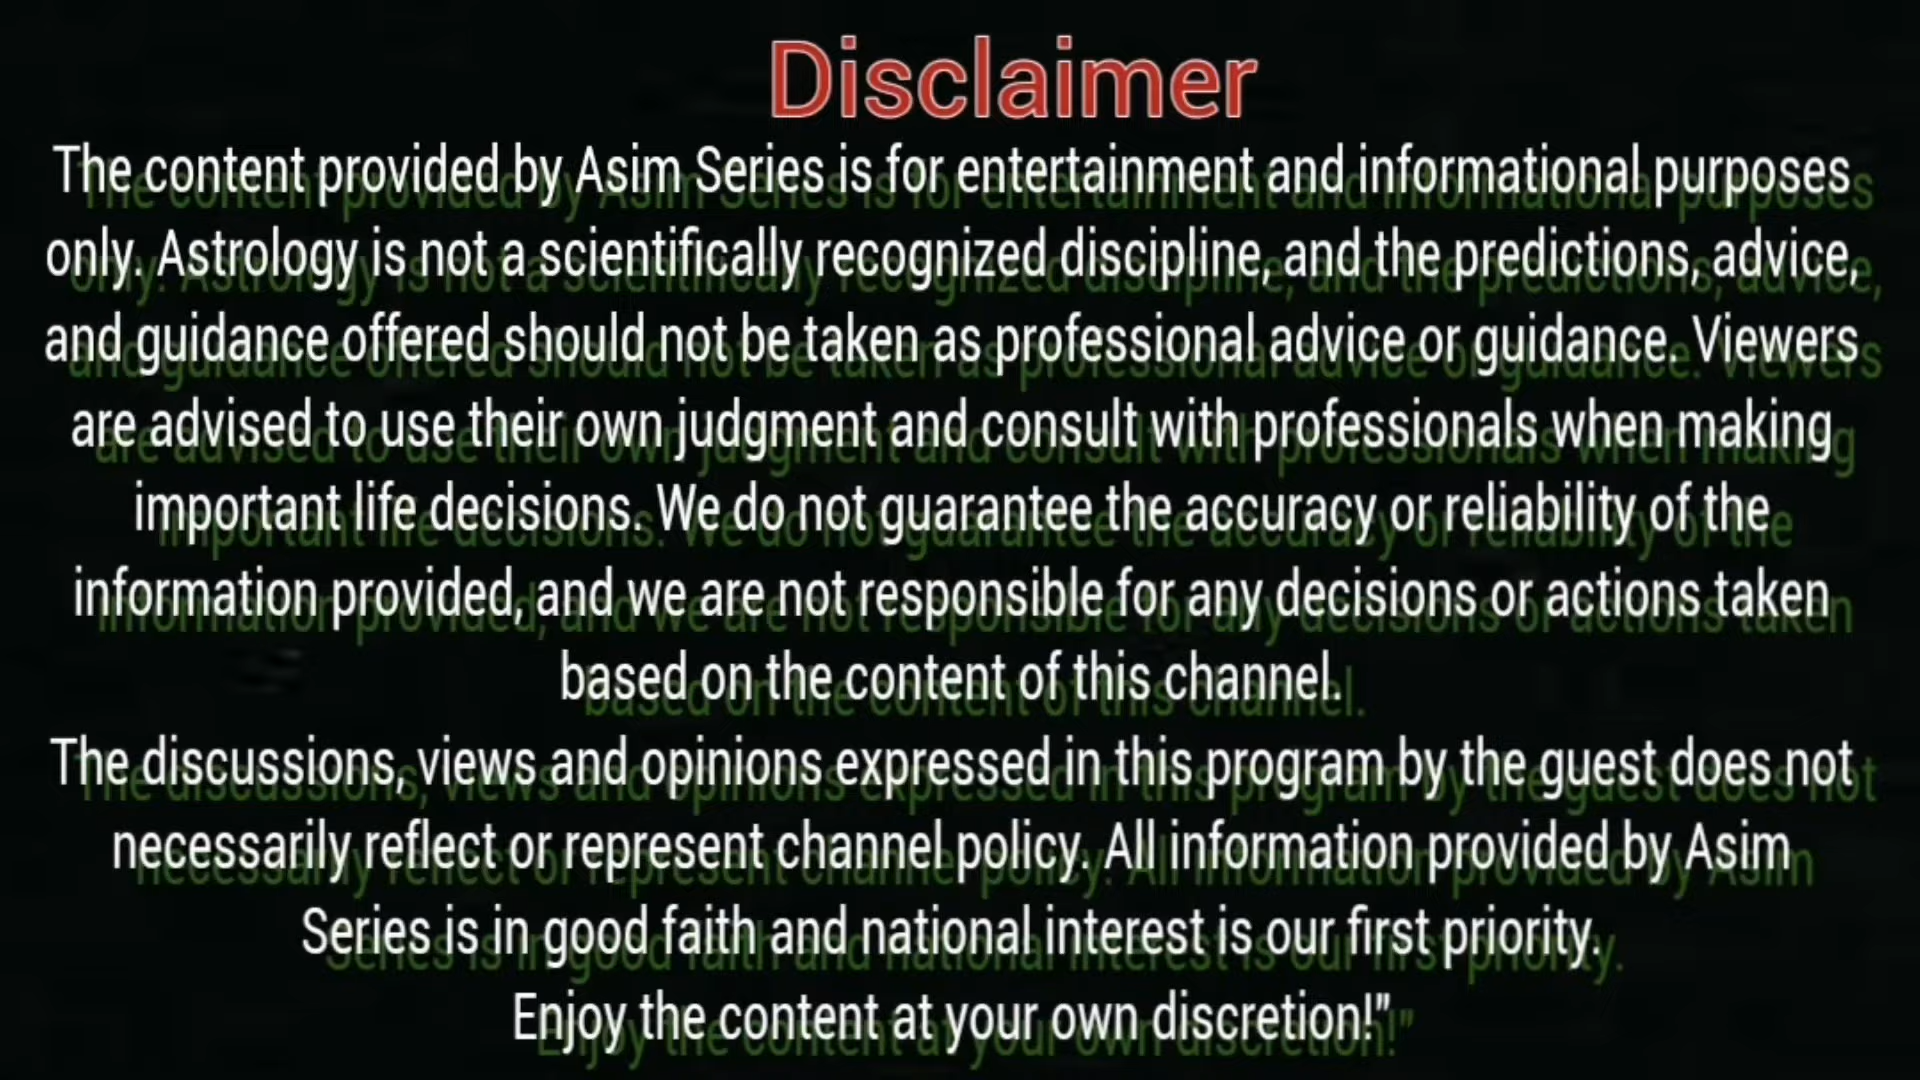 Disclaimer
The content provided by Asim Series is for entertainment and informational purposes
only. Astrology is not a scientifically recognized discipline, and the predictions, advice,
and guidance offered should not be taken as professional advice or guidance. Viewers
are advised to use their own judgment and consult with professionals when making
important life decisions. We do not guarantee the accuracy or reliability of the
information provided, and we are not responsible for any decisions or actions taken
based on the content of this channel.
The discussions, views and opinions expressed in this program by the guest does not
necessarily reflect or represent channel policy. All information provided by Asim
Series is in good faith and national interest is our first priority.
Enjoy the content at your own discretion!"